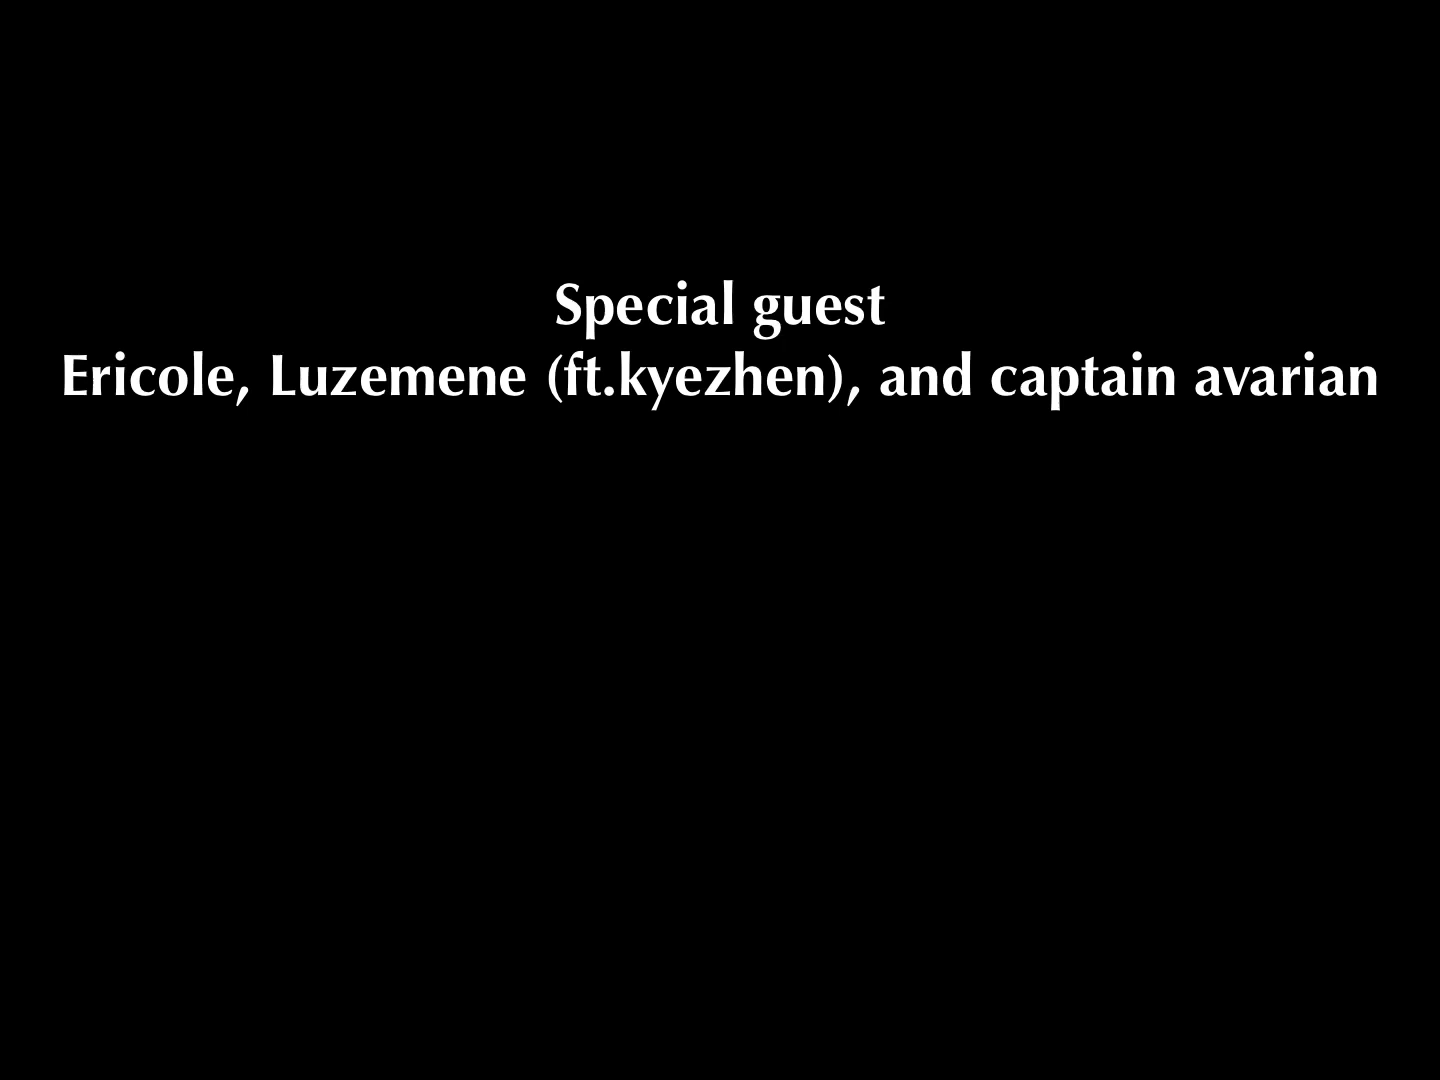 Special guest
Ericole, Luzemene (ft.kyezhen), and captain avarian